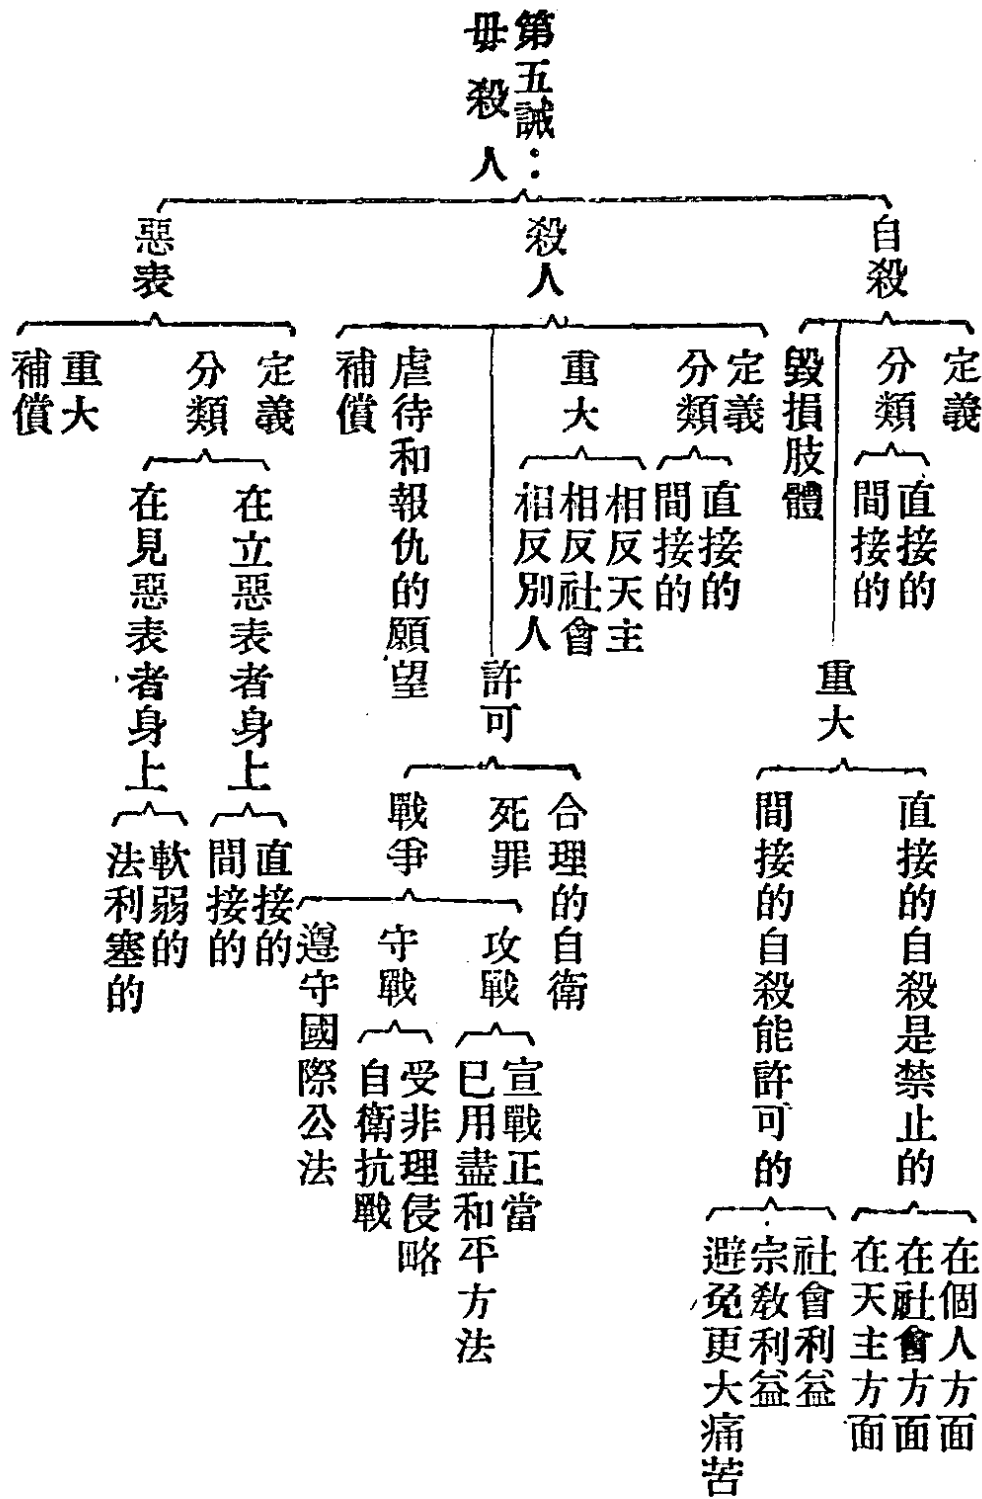 第五誡：
毋殺人
自殺
定義
分類
直接的
間接的
重大
直接的自殺是禁止的
在個人方面
在社會方面
在天主方面
間接的自殺能許可的
社會利益
宗教利益
避免更大痛苦
毀損肢體
殺人
定義
分類
直接的
間接的
重大
相反天主
相反社會
相反別人
許可
合理的自衛
死罪
戰爭
攻戰
宣戰正當
已用盡和平方法
守戰
受非理侵略
自衛抗戰
遵守國際公法
虐待和報仇的願望
補償
惡表
定義
分類
在立惡表者身上
直接的
間接的
在見惡表者身上
軟弱的
法利塞的
重大
補償